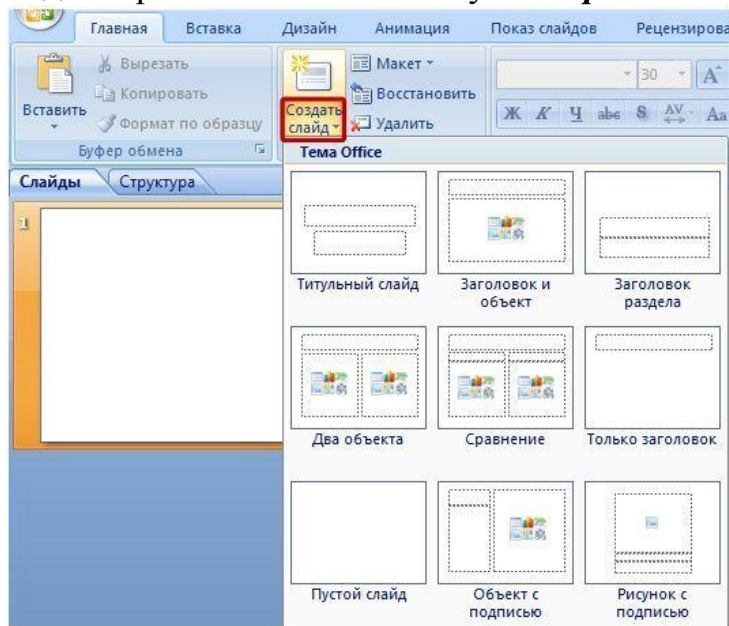 Главная Вставка Дизайн Анимация Показ слайдов Рецензирова
Вырезать
Копировать
Формат по образцу
Вставить
Буфер обмена
Создать
слайд
Макет
Восстановить
Удалить
30 А
Ж К Ч abe S AV Aa
Тема Office
Слайды Структура
1
Титульный слайд
Заголовок и
объект
Заголовок
раздела
Два объекта
Сравнение
Только заголовок
Пустой слайд
Объект с
подписью
Рисунок с
подписью